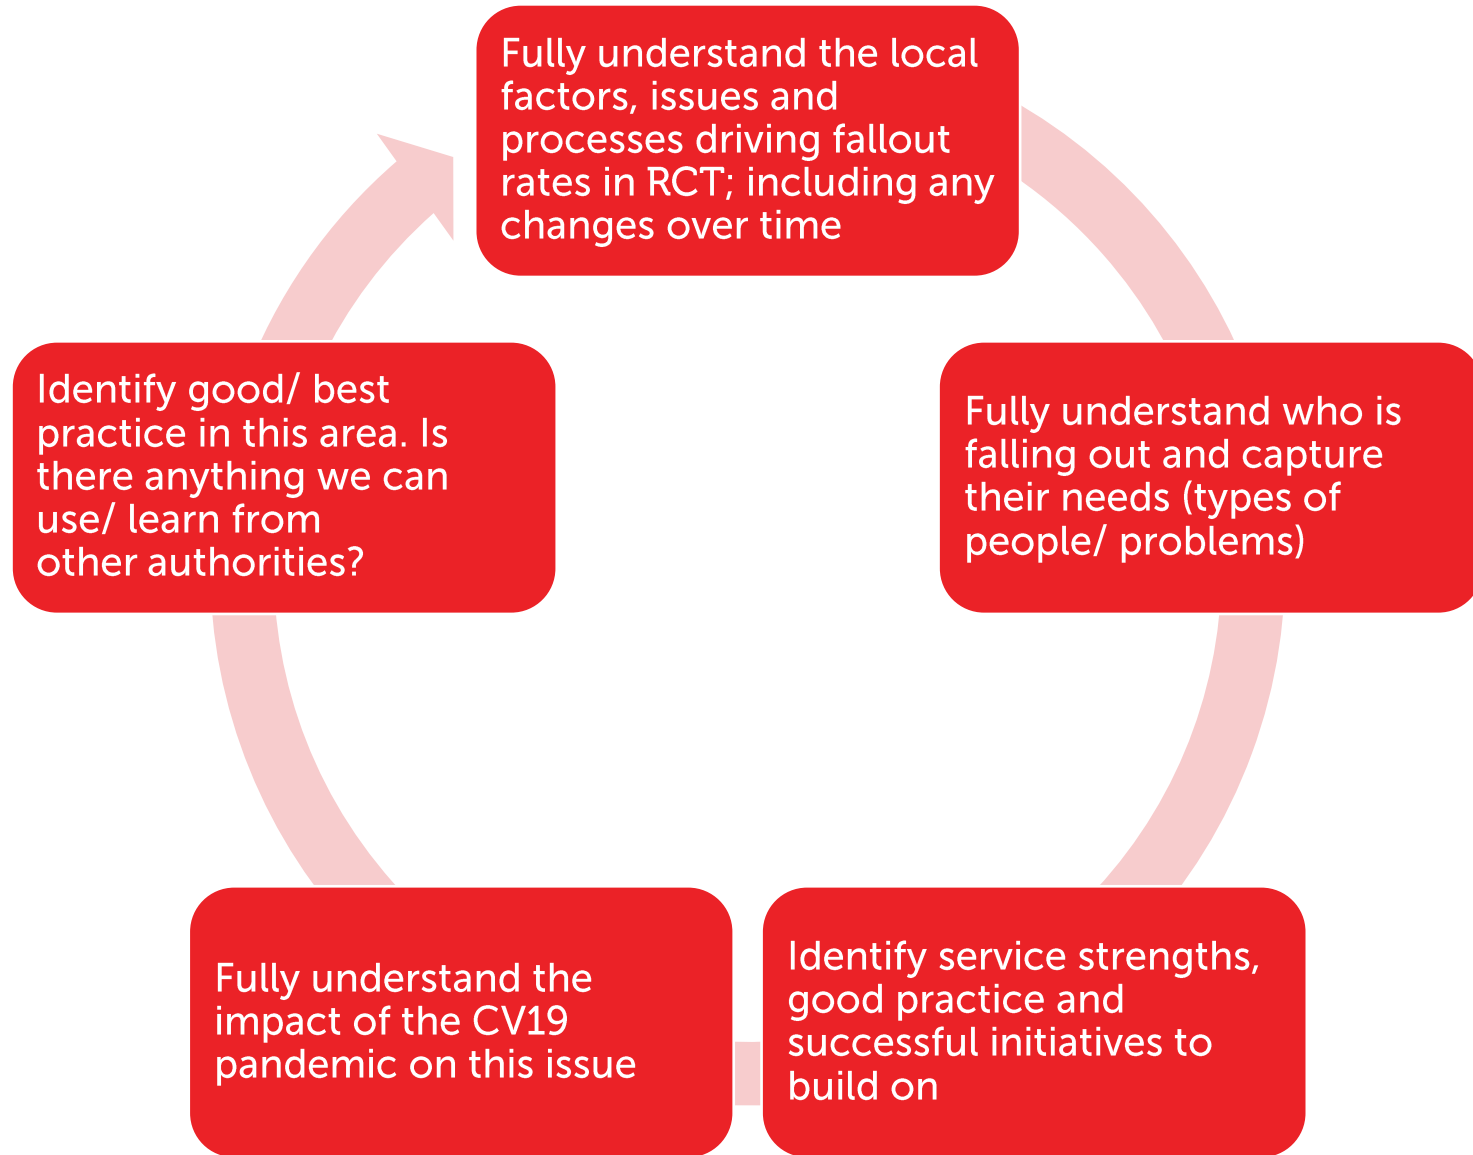 Fully understand the local
factors, issues and
processes driving fallout
rates in RCT; including any
changes over time
Fully understand who is
falling out and capture
their needs (types of
people/ problems)
Identify service strengths,
good practice and
successful initiatives to
build on
Fully understand the
impact of the CV19
pandemic on this issue
Identify good/ best
practice in this area. Is
there anything we can
use/ learn from
other authorities?